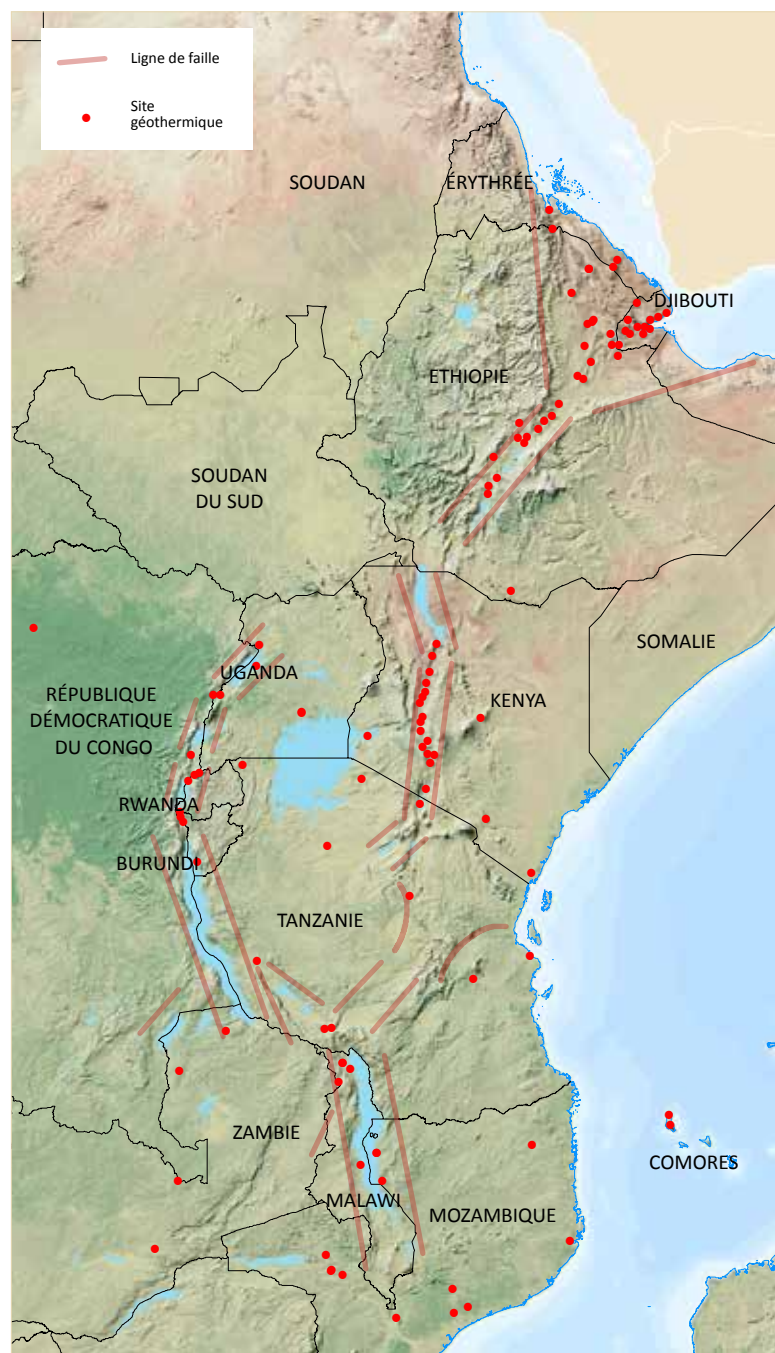 Ligne de faille
Site
géothermique
SOUDAN
ÉRYTHRÉE
DJIBOUTI
ETHIOPIE
SOUDAN
DU SUD
SOMALIE
UGANDA
KENYA
RÉPUBLIQUE
DÉMOCRATIQUE
DU CONGO
RWANDA
BURUNDI
TANZANIE
ZAMBIE
8
COMORES
MALAWI
MOZAMBIQUE